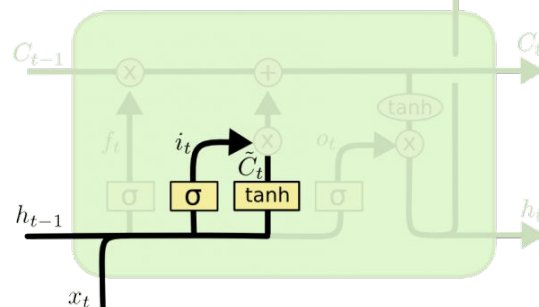 C_{t-1}
C_t
tanh
f_t
i_t
o_t
C̃_t
σ
σ
tanh
σ
h_{t-1}
h_t
x_t